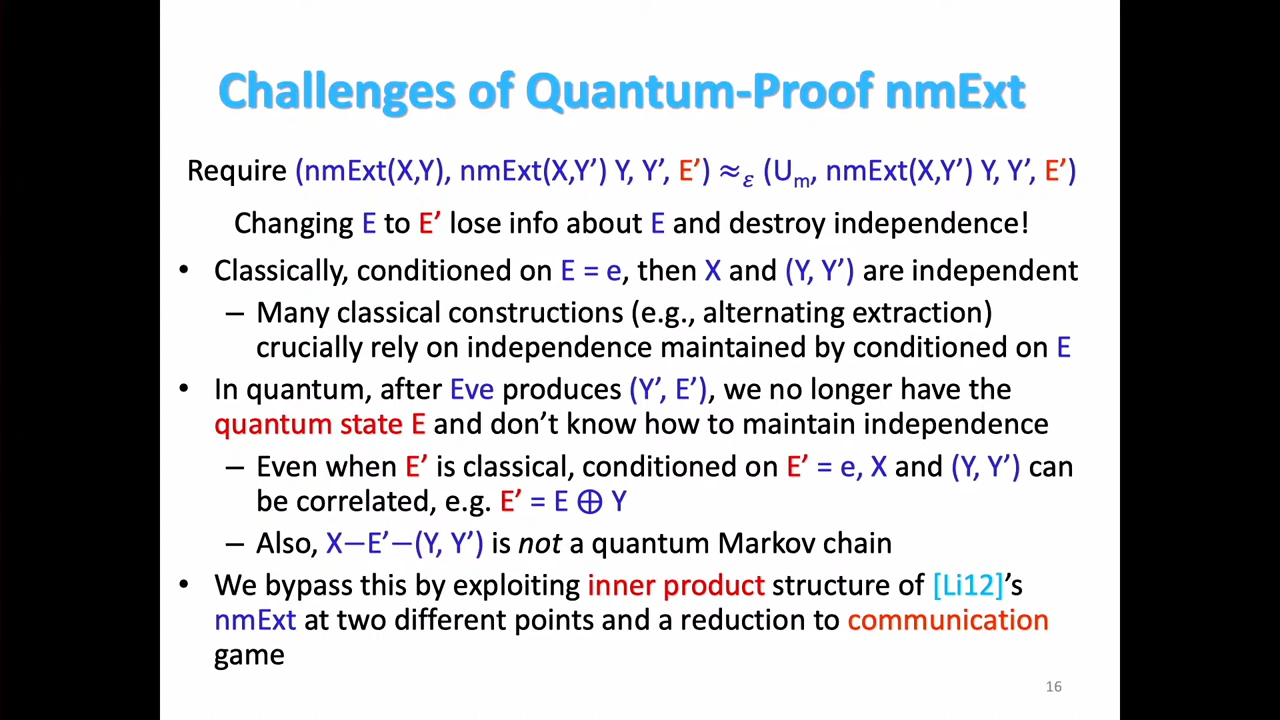 Challenges of Quantum-Proof nmExt
Require (nmExt(X,Y), nmExt(X,Y’) Y, Y’, E’) ≈ε (Um, nmExt(X,Y’) Y, Y’, E’)
Changing E to E’ lose info about E and destroy independence!
• Classically, conditioned on E = e, then X and (Y, Y’) are independent
– Many classical constructions (e.g., alternating extraction)
crucially rely on independence maintained by conditioned on E
• In quantum, after Eve produces (Y’, E’), we no longer have the
quantum state E and don’t know how to maintain independence
– Even when E’ is classical, conditioned on E’ = e, X and (Y, Y’) can
be correlated, e.g. E’ = E ⊕ Y
– Also, X—E’—(Y, Y’) is not a quantum Markov chain
• We bypass this by exploiting inner product structure of [Li12]’s
nmExt at two different points and a reduction to communication
game
16